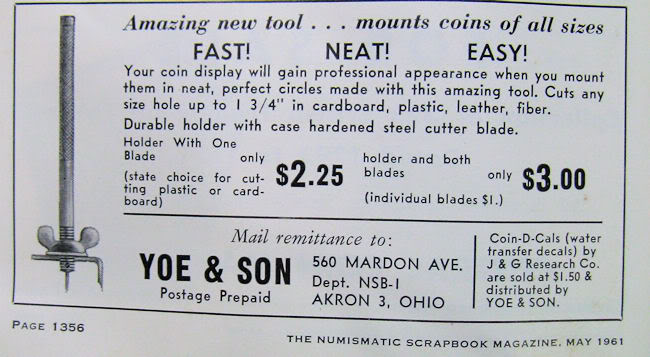 Amazing new tool . . . mounts coins of all sizes
FAST! NEAT! EASY!
Your coin display will gain professional appearance when you mount
them in neat, perfect circles made with this amazing tool. Cuts any
size hole up to 1 3/4" in cardboard, plastic, leather, fiber.
Durable holder with case hardened steel cutter blade.
Holder With One
Blade only
(state choice for cut-
ting plastic or card-
board)
$2.25
holder and both
blades only
(individual blades $1.)
$3.00
Mail remittance to:
YOE & SON
Postage Prepaid
560 MARDON AVE.
Dept. NSB-1
AKRON 3, OHIO
Coin-D-Cals (water
transfer decals) by
J & G Research Co.
are sold at $1.50 &
distributed by
YOE & SON.
PAGE 1356
THE NUMISMATIC SCRAPBOOK MAGAZINE, MAY 1961